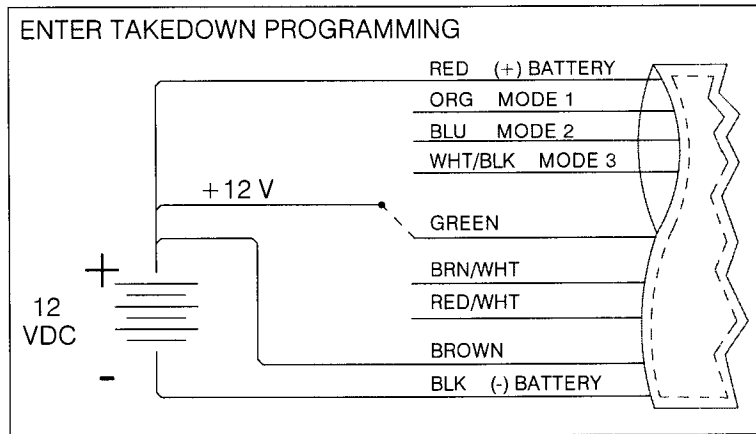 ENTER TAKEDOWN PROGRAMMING
RED (+) BATTERY
ORG MODE 1
BLU MODE 2
WHT/BLK MODE 3
+12 V
GREEN
BRN/WHT
RED/WHT
BROWN
BLK (-) BATTERY
+
12
VDC
-